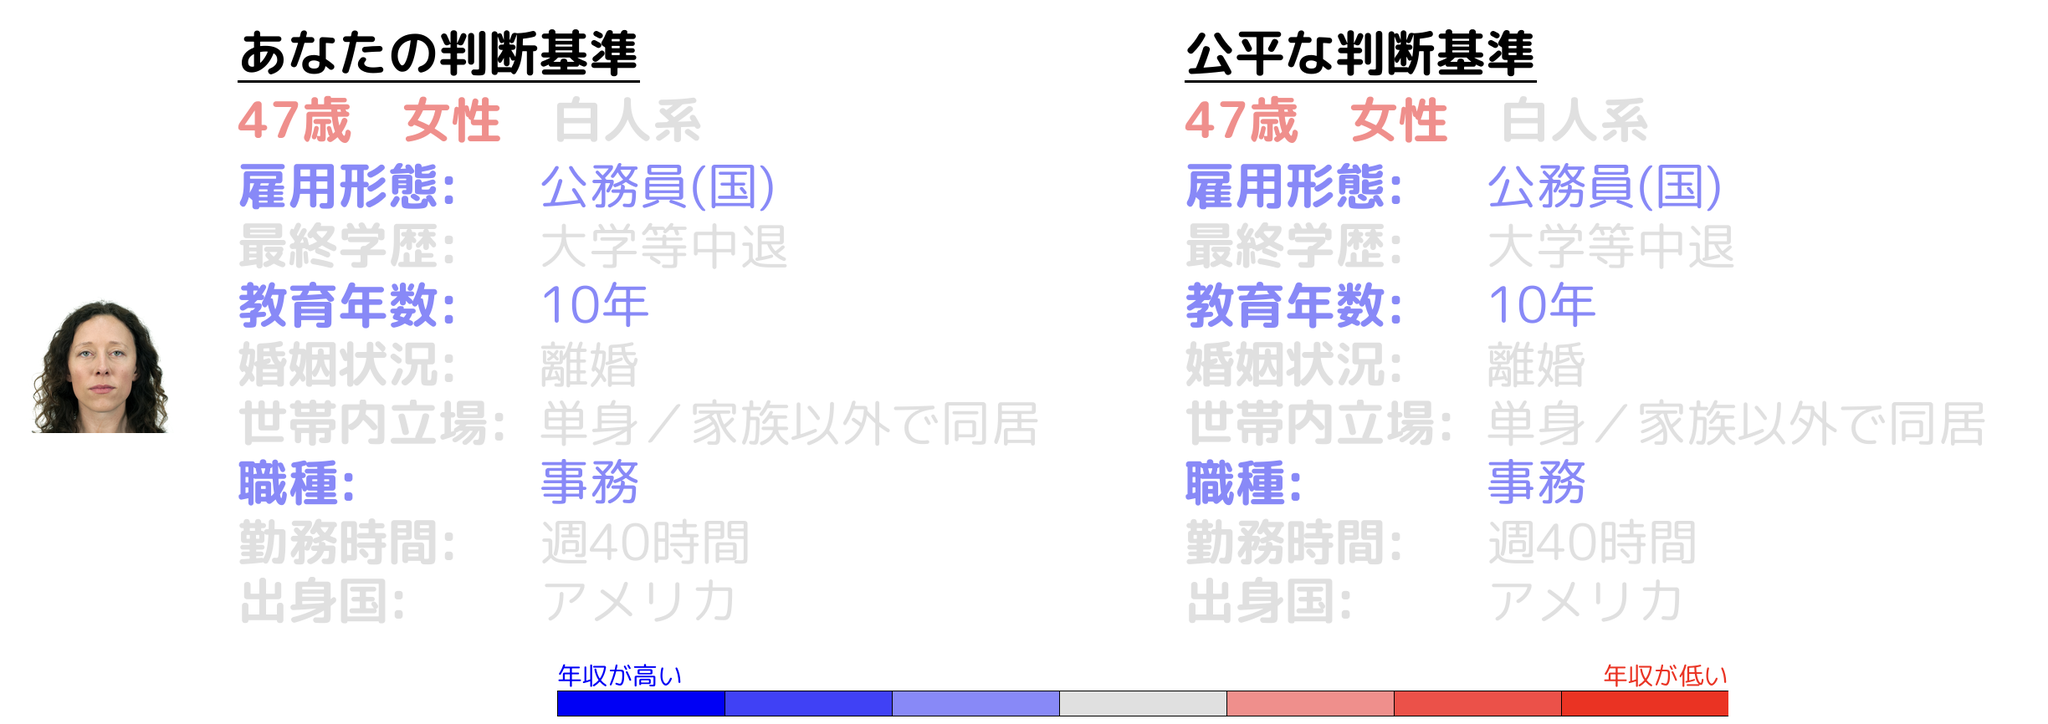 あなたの判断基準
47歳 女性 白人系
雇用形態: 公務員(国)
最終学歴: 大学等中退
教育年数: 10年
婚姻状況: 離婚
世帯内立場: 単身／家族以外で同居
職種: 事務
勤務時間: 週40時間
出身国: アメリカ
公平な判断基準
47歳 女性 白人系
雇用形態: 公務員(国)
最終学歴: 大学等中退
教育年数: 10年
婚姻状況: 離婚
世帯内立場: 単身／家族以外で同居
職種: 事務
勤務時間: 週40時間
出身国: アメリカ
年収が高い
年収が低い